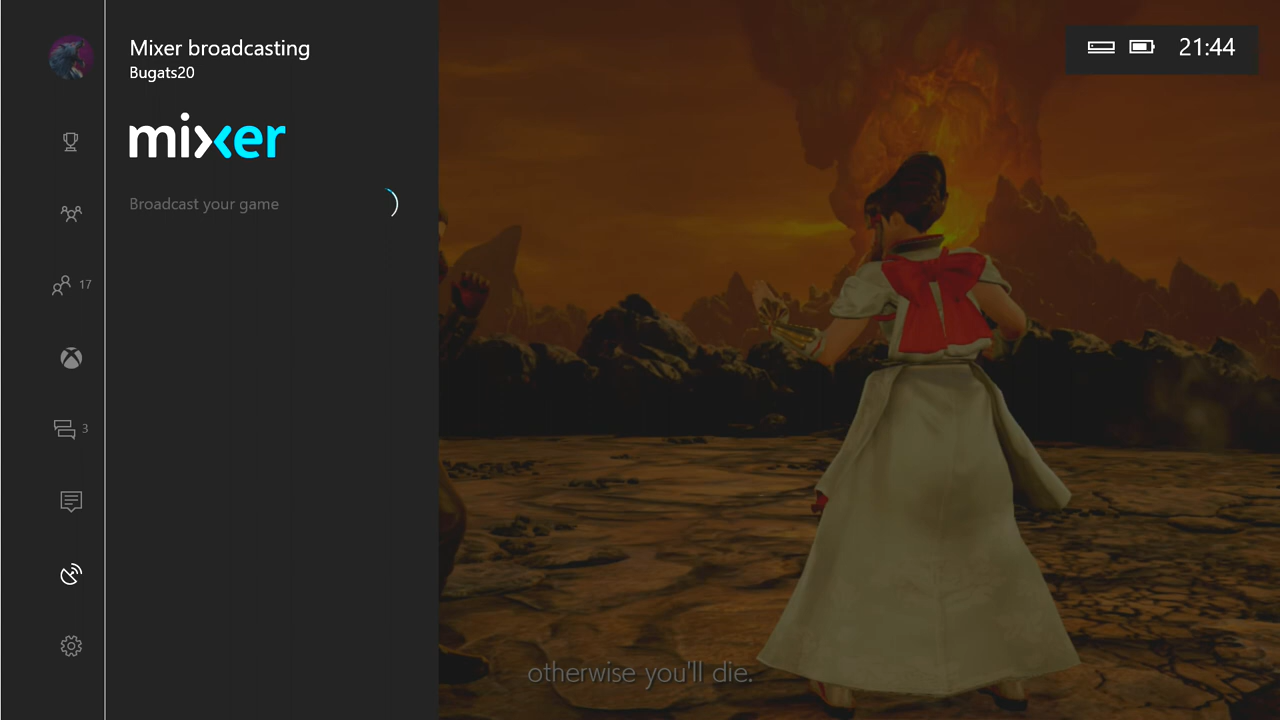 Mixer broadcasting
Bugats20
mixer
Broadcast your game
17
3
21:44
otherwise you'll die.